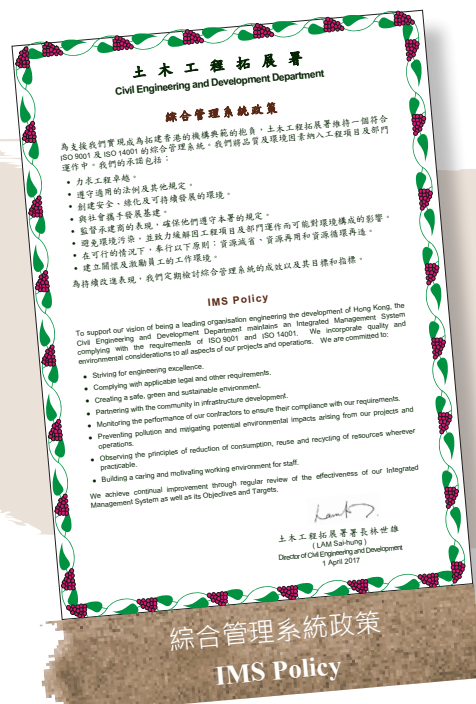 土木工程拓展署
Civil Engineering and Development Department
綜合管理系統政策
為支援我們實現成為拓建香港的機構典範的抱負，土木工程拓展署維持一個符合
ISO 9001 及 ISO 14001 的綜合管理系統。我們將品質及環境因素納入工程項目及部門
運作中。我們的承諾包括：
• 力求工程卓越。
• 遵守適用的法例及其他規定。
• 創建安全、綠化及可持續發展的環境。
• 與社會攜手發展基建。
• 監督承建商的表現，確保他們遵守本署的規定。
• 避免環境污染，並致力緩解因工程項目及部門運作而可能對環境構成的影響。
• 在可行的情況下，奉行以下原則：資源減省、資源再用和資源循環再造。
• 建立關懷及激勵員工的工作環境。
為持續改進表現，我們定期檢討綜合管理系統的成效以及其目標和指標。
IMS Policy
To support our vision of being a leading organisation engineering the development of Hong Kong, the
Civil Engineering and Development Department maintains an Integrated Management System
complying with the requirements of ISO 9001 and ISO 14001. We incorporate quality and
environmental considerations to all aspects of our projects and operations. We are committed to:
• Striving for engineering excellence.
• Complying with applicable legal and other requirements.
• Creating a safe, green and sustainable environment.
• Partnering with the community in infrastructure development.
• Monitoring the performance of our contractors to ensure their compliance with our requirements.
• Preventing pollution and mitigating potential environmental impacts arising from our projects and
operations.
• Observing the principles of reduction of consumption, reuse and recycling of resources wherever
practicable.
• Building a caring and motivating working environment for staff.
We achieve continual improvement through regular review of the effectiveness of our Integrated
Management System as well as its Objectives and Targets.
土木工程拓展署署長林世雄
( LAM Sai-hung )
Director of Civil Engineering and Development
1 April 2017
綜合管理系統政策
IMS Policy